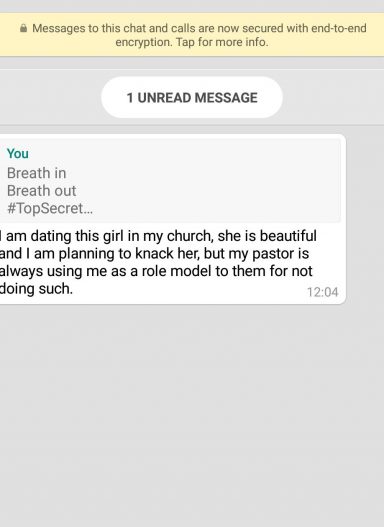 Messages to this chat and calls are now secured with end-to-end
encryption. Tap for more info.
1 UNREAD MESSAGE
You
Breath in
Breath out
#TopSecret...
I am dating this girl in my church, she is beautiful
and I am planning to knack her, but my pastor is
always using me as a role model to them for not
doing such.
12:04